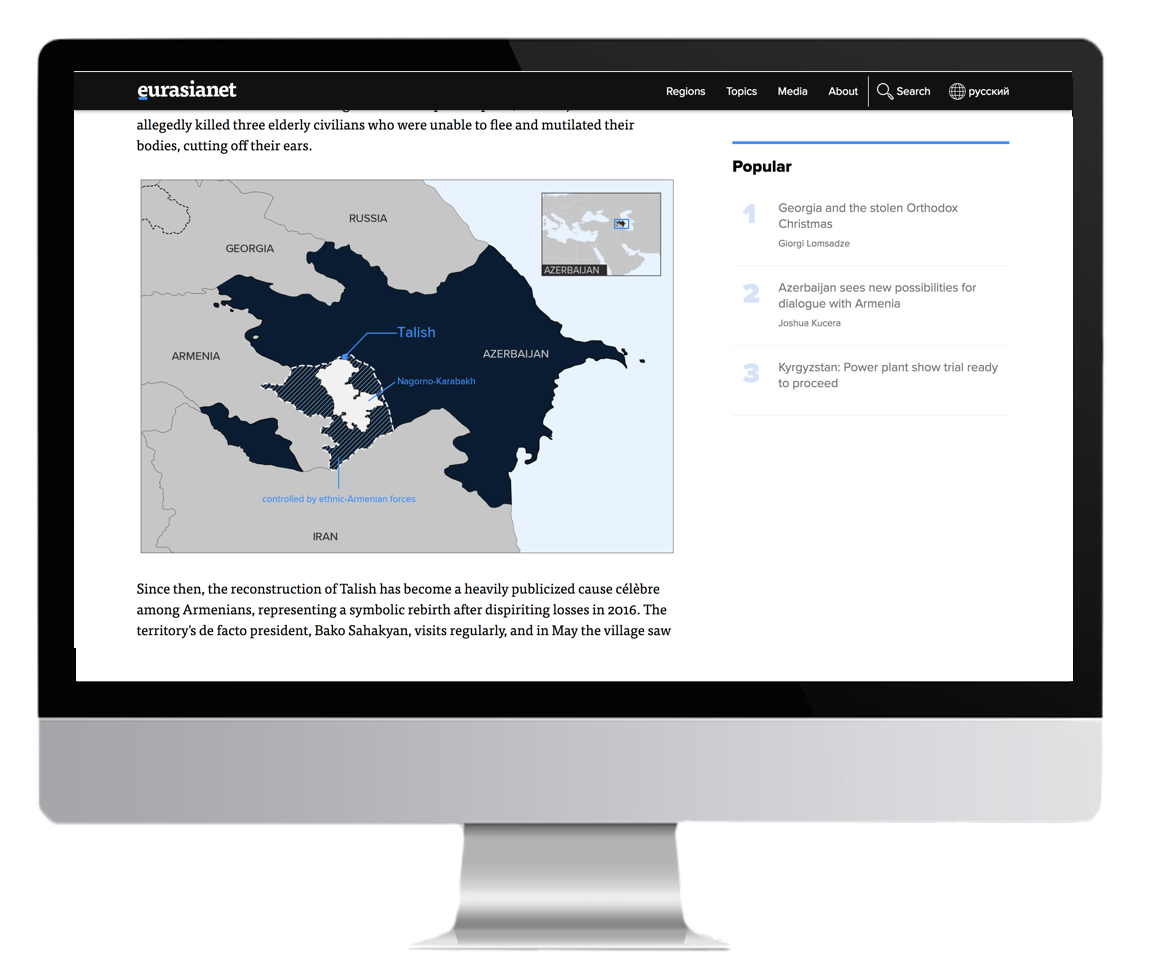 eurasianet
Regions Topics Media About Search русский
allegedly killed three elderly civilians who were unable to flee and mutilated their
bodies, cutting off their ears.
RUSSIA
GEORGIA
AZERBAIJAN
Talish
ARMENIA
AZERBAIJAN
Nagorno-Karabakh
controlled by ethnic-Armenian forces
IRAN
Since then, the reconstruction of Talish has become a heavily publicized cause célèbre
among Armenians, representing a symbolic rebirth after dispiriting losses in 2016. The
territory's de facto president, Bako Sahakyan, visits regularly, and in May the village saw
Popular
1
Georgia and the stolen Orthodox
Christmas
Giorgi Lomsadze
2
Azerbaijan sees new possibilities for
dialogue with Armenia
Joshua Kucera
3
Kyrgyzstan: Power plant show trial ready
to proceed